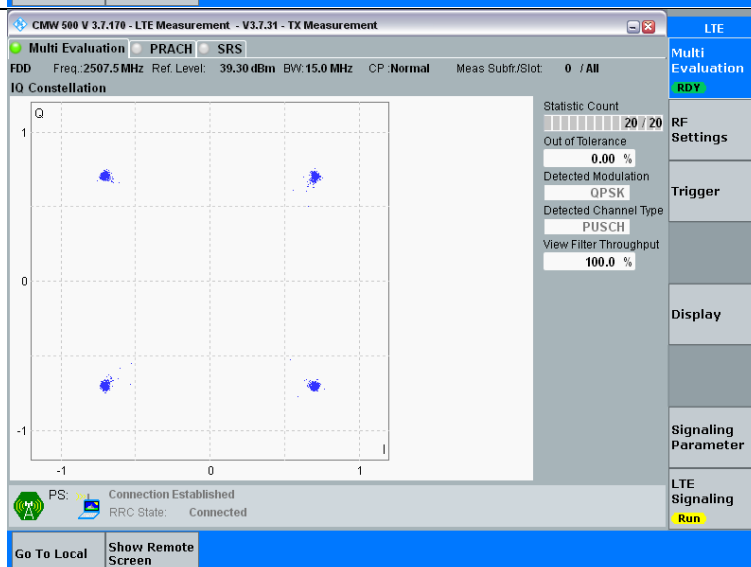 CMW 500 V 3.7.170 - LTE Measurement - V3.7.31 - TX Measurement
LTE
Multi Evaluation PRACH SRS
Multi
Evaluation
RDY
FDD Freq.:2507.5 MHz Ref. Level: 39.30 dBm BW:15.0 MHz CP :Normal Meas Subfr./Slot: 0 / All
IQ Constellation
Q
1
0
-1
I
-1 0 1
Statistic Count
20 / 20
Out of Tolerance
0.00 %
Detected Modulation
QPSK
Detected Channel Type
PUSCH
View Filter Throughput
100.0 %
RF
Settings
Trigger
Display
Signaling
Parameter
LTE
Signaling
Run
PS: Connection Established
RRC State: Connected
Go To Local
Show Remote
Screen